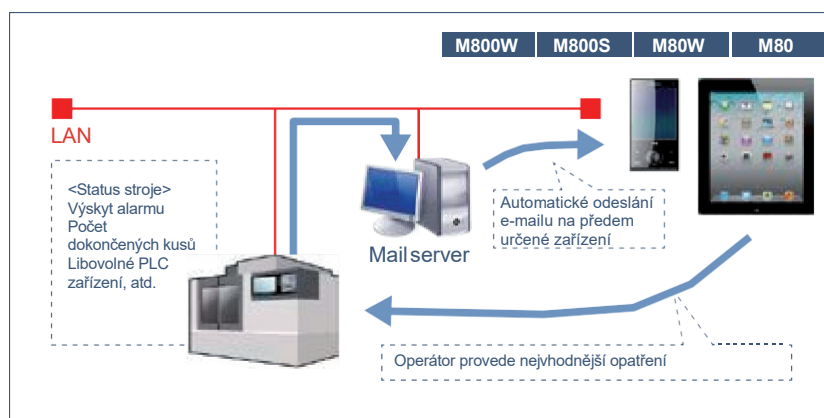 M800W M800S M80W M80
LAN
<Status stroje>
Výskyt alarmu
Počet
dokončených kusů
Libovolné PLC
zařízení, atd.
Mail server
Automatické odeslání
e-mailu na předem
určené zařízení
Operátor provede nejvhodnější opatření